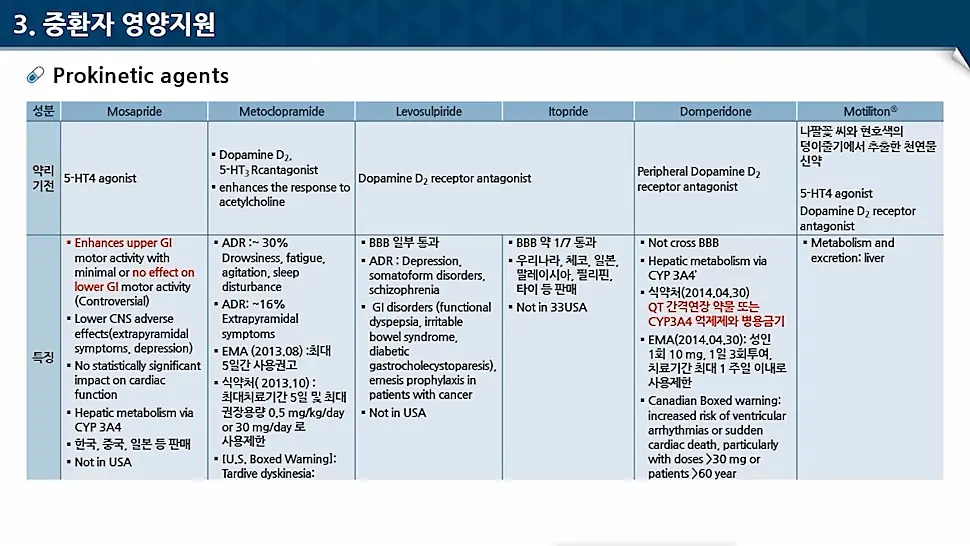 3. 중환자 영양지원
Prokinetic agents
성분
Mosapride
Metoclopramide
Levosulpiride
Itopride
Domperidone
Motiliton®
약리
기전
5-HT4 agonist
▪ Dopamine D2,
5-HT3 Rcantagonist
▪ enhances the response to
acetylcholine
Dopamine D2 receptor antagonist
Peripheral Dopamine D2
receptor antagonist
나팔꽃 씨와 현호색의
덩이줄기에서 추출한 천연물
신약
5-HT4 agonist
Dopamine D2 receptor
antagonist
특징
▪ Enhances upper GI
motor activity with
minimal or no effect on
lower GI motor activity
(Controversial)
▪ Lower CNS adverse
effects(extrapyramidal
symptoms, depression)
▪ No statistically significant
impact on cardiac
function
▪ Hepatic metabolism via
CYP 3A4
▪ 한국, 중국, 일본 등 판매
▪ Not in USA
▪ ADR :~ 30%
Drowsiness, fatigue,
agitation, sleep
disturbance
▪ ADR: ~16%
Extrapyramidal
symptoms
▪ EMA (2013.08) :최대
5일간 사용권고
▪ 식약처( 2013.10) :
최대치료기간 5일 및 최대
권장용량 0.5 mg/kg/day
or 30 mg/day 로
사용제한
▪ [U.S. Boxed Warning]:
Tardive dyskinesia:
▪ BBB 일부 통과
▪ ADR : Depression,
somatoform disorders,
schizophrenia
▪ GI disorders (functional
dyspepsia, irritable
bowel syndrome,
diabetic
gastrocholecystoparesis),
emesis prophylaxis in
patients with cancer
▪ Not in USA
▪ BBB 약 1/7 통과
▪ 우리나라, 체코, 일본,
말레이시아, 필리핀,
타이 등 판매
▪ Not in 33USA
▪ Not cross BBB
▪ Hepatic metabolism via
CYP 3A4'
▪ 식약처(2014.04.30)
QT 간격연장 약물 또는
CYP3A4 억제제와 병용금기
▪ EMA(2014.04.30): 성인
1회 10 mg, 1일 3회투여,
치료기간 최대 1 주일 이내로
사용제한
▪ Canadian Boxed warning:
increased risk of ventricular
arrhythmias or sudden
cardiac death, particularly
with doses >30 mg or
patients >60 year
▪ Metabolism and
excretion: liver